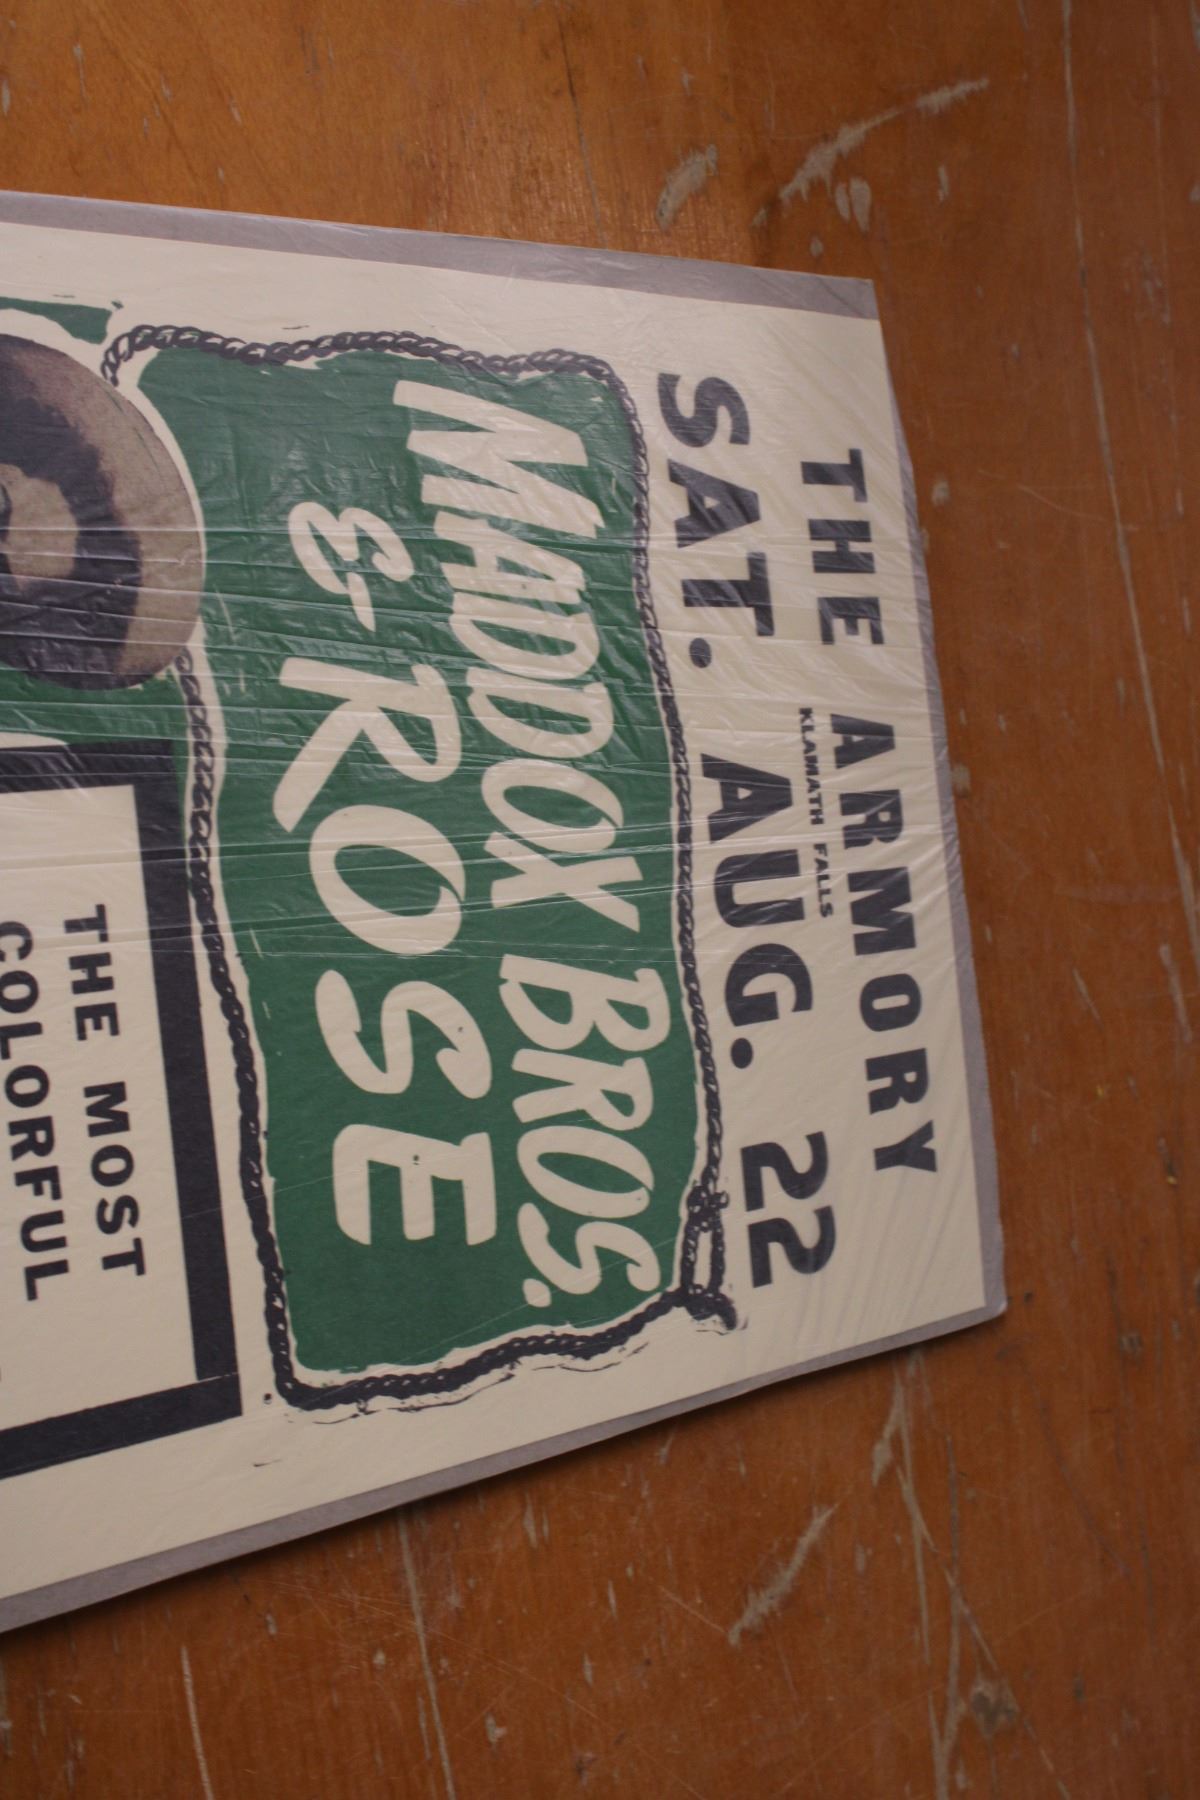 THE ARMORY
KLAMATH FALLS
SAT. AUG. 22
MADDOX BROS.
& ROSE
THE MOST
COLORFUL